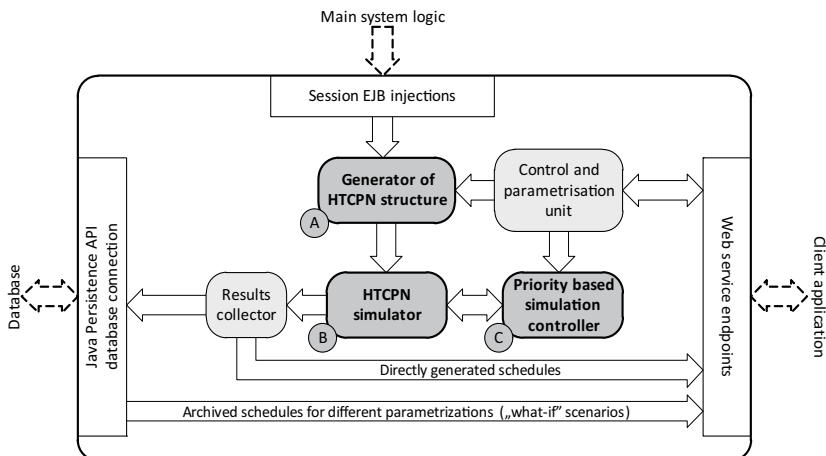 Main system logic
Session EJB injections
Generator of
HTCPN structure
A
Control and
parametrisation
unit
Database
Java Persistence API
database connection
Results
collector
HTCPN
simulator
B
Priority based
simulation
controller
C
Web service endpoints
Client application
Directly generated schedules
Archived schedules for different parametrizations („what-if” scenarios)